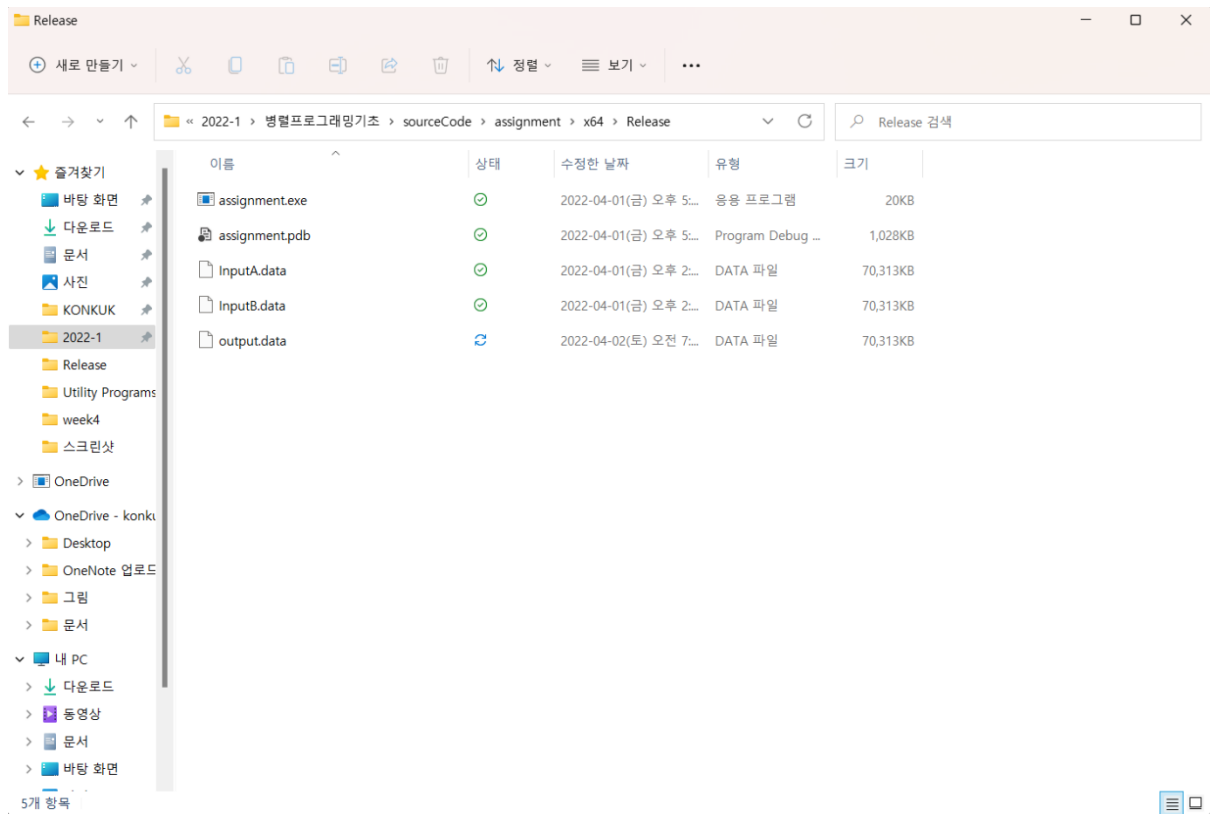 Release
새로 만들기 정렬 보기
« 2022-1 > 병렬프로그래밍기초 > sourceCode > assignment > x64 > Release Release 검색
이름 상태 수정한 날짜 유형 크기
assignment.exe 2022-04-01(금) 오후 5:... 응용 프로그램 20KB
assignment.pdb 2022-04-01(금) 오후 5:... Program Debug ... 1,028KB
InputA.data 2022-04-01(금) 오후 2:... DATA 파일 70,313KB
InputB.data 2022-04-01(금) 오후 2:... DATA 파일 70,313KB
output.data 2022-04-02(토) 오전 7:... DATA 파일 70,313KB
즐겨찾기
바탕 화면
다운로드
문서
사진
KONKUK
2022-1
Release
Utility Programs
week4
스크린샷
OneDrive
OneDrive - konku
Desktop
OneNote 업로드
그림
문서
내 PC
다운로드
동영상
문서
바탕 화면
5개 항목